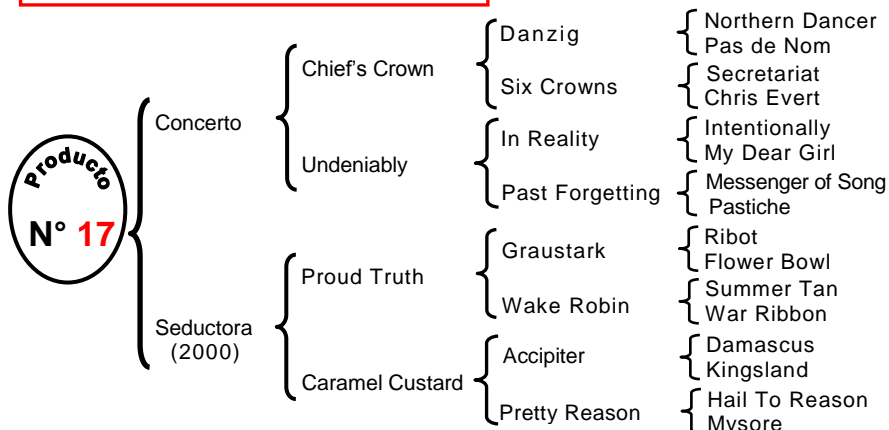 Producto
N° 17
Concerto
Seductora
(2000)
Chief's Crown
Undeniably
Proud Truth
Caramel Custard
Danzig
Six Crowns
In Reality
Past Forgetting
Graustark
Wake Robin
Accipiter
Pretty Reason
Northern Dancer
Pas de Nom
Secretariat
Chris Evert
Intentionally
My Dear Girl
Messenger of Song
Pastiche
Ribot
Flower Bowl
Summer Tan
War Ribbon
Damascus
Kingsland
Hail To Reason
Mysore